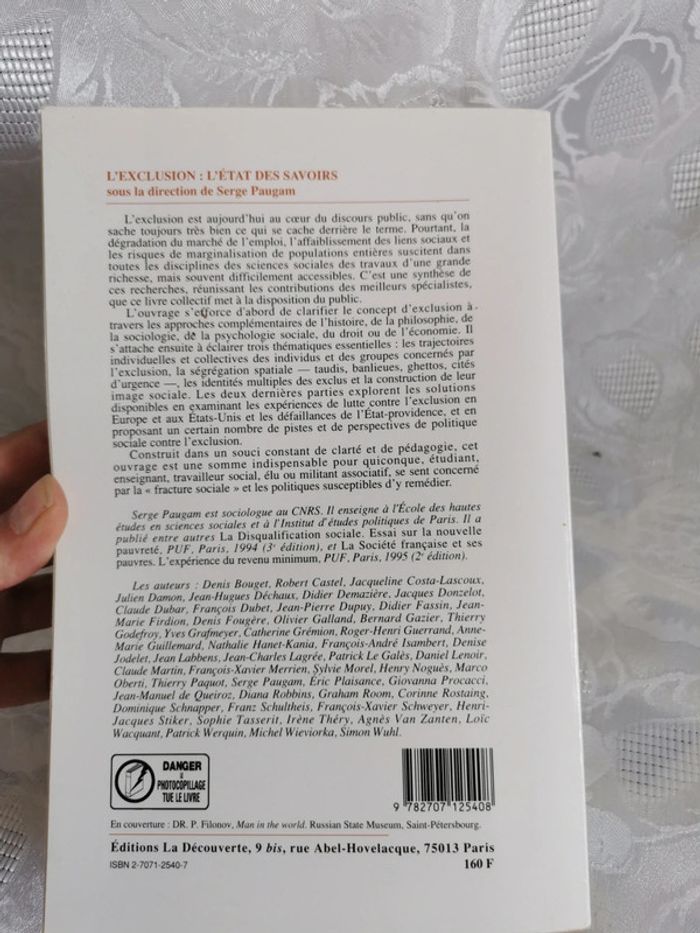 L'EXCLUSION : L'ÉTAT DES SAVOIRS
sous la direction de Serge Paugam
L'exclusion est aujourd'hui au cœur du discours public, sans qu'on
sache toujours très bien ce qui se cache derrière le terme. Pourtant, la
dégradation du marché de l'emploi, l'affaiblissement des liens sociaux et
les risques de marginalisation de populations entières suscitent dans
toutes les disciplines des sciences sociales des travaux d'une grande
richesse, mais souvent difficilement accessibles. C'est une synthèse de
ces recherches, réunissant les contributions des meilleurs spécialistes,
que ce livre collectif met à la disposition du public.
L'ouvrage s'efforce d'abord de clarifier le concept d'exclusion à
travers les approches complémentaires de l'histoire, de la philosophie, de
la sociologie, de la psychologie sociale, du droit ou de l'économie. Il
s'attache ensuite à éclairer trois thématiques essentielles : les trajectoires
individuelles et collectives des individus et des groupes concernés par
l'exclusion, la ségrégation spatiale — taudis, banlieues, ghettos, cités
d'urgence —, les identités multiples des exclus et la construction de leur
image sociale. Les deux dernières parties explorent les solutions
disponibles en examinant les expériences de lutte contre l'exclusion en
Europe et aux États-Unis et les défaillances de l'État-providence, et en
proposant un certain nombre de pistes et de perspectives de politique
sociale contre l'exclusion.
Construit dans un souci constant de clarté et de pédagogie, cet
ouvrage est une somme indispensable pour quiconque, étudiant,
enseignant, travailleur social, élu ou militant associatif, se sent concerné
par la « fracture sociale » et les politiques susceptibles d'y remédier.
Serge Paugam est sociologue au CNRS. Il enseigne à l'École des hautes
études en sciences sociales et à l'Institut d'études politiques de Paris. Il a
publié entre autres La Disqualification sociale. Essai sur la nouvelle
pauvreté, PUF, Paris, 1994 (3e édition), et La Société française et ses
pauvres. L'expérience du revenu minimum, PUF, Paris, 1995 (2e édition).
Les auteurs : Denis Bouget, Robert Castel, Jacqueline Costa-Lascoux,
Julien Damon, Jean-Hugues Déchaux, Didier Demazière, Jacques Donzelot,
Claude Dubar, François Dubet, Jean-Pierre Dupuy, Didier Fassin, Jean-
Marie Firdion, Denis Fougère, Olivier Galland, Bernard Gazier, Thierry
Godefroy, Yves Grafmeyer, Catherine Grémion, Roger-Henri Guerrand, Anne-
Marie Guillemard, Nathalie Hanet-Kania, François-André Isambert, Denise
Jodelet, Jean Labbens, Jean-Charles Lagrée, Patrick Le Galès, Daniel Lenoir,
Claude Martin, François-Xavier Merrien, Sylvie Morel, Henry Noguès, Marco
Oberti, Thierry Paquot, Serge Paugam, Éric Plaisance, Giovanna Procacci,
Jean-Manuel de Queiroz, Diana Robbins, Graham Room, Corinne Rostaing,
Dominique Schnapper, Franz Schultheis, François-Xavier Schweyer, Henri-
Jacques Stiker, Sophie Tasserit, Irène Théry, Agnès Van Zanten, Loïc
Wacquant, Patrick Werquin, Michel Wieviorka, Simon Wuhl.
DANGER
LE
PHOTOCOPILLAGE
TUE LE LIVRE
9 782707 125408
En couverture : DR. P. Filonov, Man in the world. Russian State Museum, Saint-Pétersbourg.
Éditions La Découverte, 9 bis, rue Abel-Hovelacque, 75013 Paris
ISBN 2-7071-2540-7
160 F